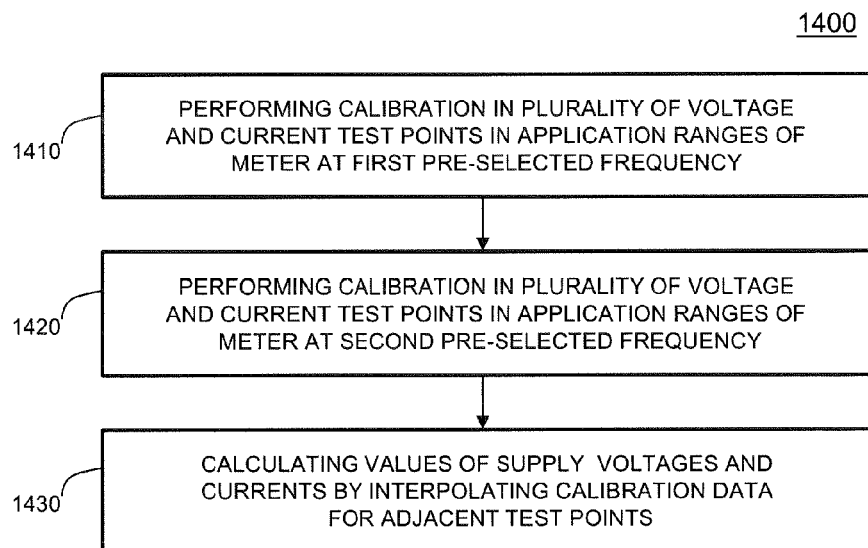 1400
1410
PERFORMING CALIBRATION IN PLURALITY OF VOLTAGE
AND CURRENT TEST POINTS IN APPLICATION RANGES OF
METER AT FIRST PRE-SELECTED FREQUENCY
1420
PERFORMING CALIBRATION IN PLURALITY OF VOLTAGE
AND CURRENT TEST POINTS IN APPLICATION RANGES OF
METER AT SECOND PRE-SELECTED FREQUENCY
1430
CALCULATING VALUES OF SUPPLY VOLTAGES AND
CURRENTS BY INTERPOLATING CALIBRATION DATA
FOR ADJACENT TEST POINTS